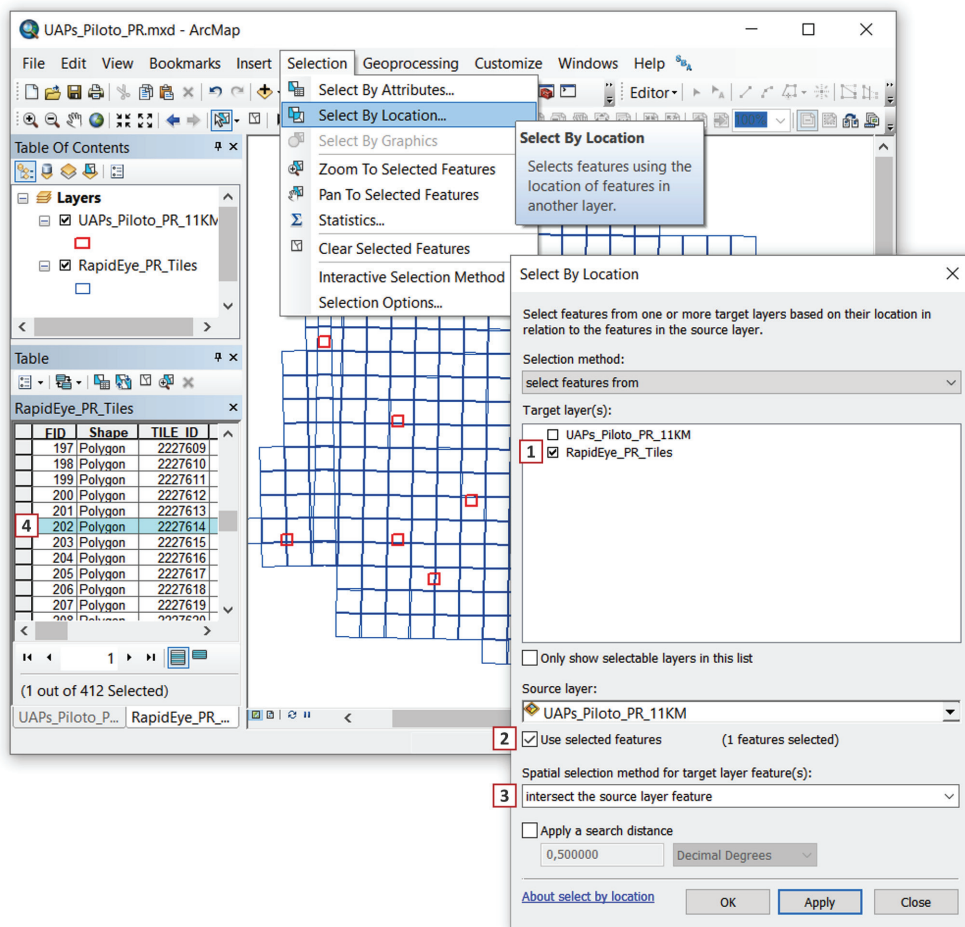 UAPs_Piloto_PR.mxd - ArcMap
File Edit View Bookmarks Insert Selection Geoprocessing Customize Windows Help
Editor
100%
Select By Attributes...
Select By Location...
Select By Graphics
Zoom To Selected Features
Pan To Selected Features
Statistics...
Clear Selected Features
Interactive Selection Method
Selection Options...
Select By Location
Selects features using the
location of features in
another layer.
Table Of Contents
Layers
UAPs_Piloto_PR_11KM
RapidEye_PR_Tiles
Table
RapidEye_PR_Tiles
FID Shape TILE_ID
197 Polygon 2227609
198 Polygon 2227610
199 Polygon 2227611
200 Polygon 2227612
201 Polygon 2227613
4 202 Polygon 2227614
203 Polygon 2227615
204 Polygon 2227616
205 Polygon 2227617
206 Polygon 2227618
207 Polygon 2227619
208 Polygon 2227620
1
(1 out of 412 Selected)
UAPs_Piloto_P... RapidEye_PR_...
Select By Location
Select features from one or more target layers based on their location in
relation to the features in the source layer.
Selection method:
select features from
Target layer(s):
UAPs_Piloto_PR_11KM
1 RapidEye_PR_Tiles
Only show selectable layers in this list
Source layer:
UAPs_Piloto_PR_11KM
2 Use selected features (1 features selected)
Spatial selection method for target layer feature(s):
3 intersect the source layer feature
Apply a search distance
0,500000 Decimal Degrees
About select by location OK Apply Close